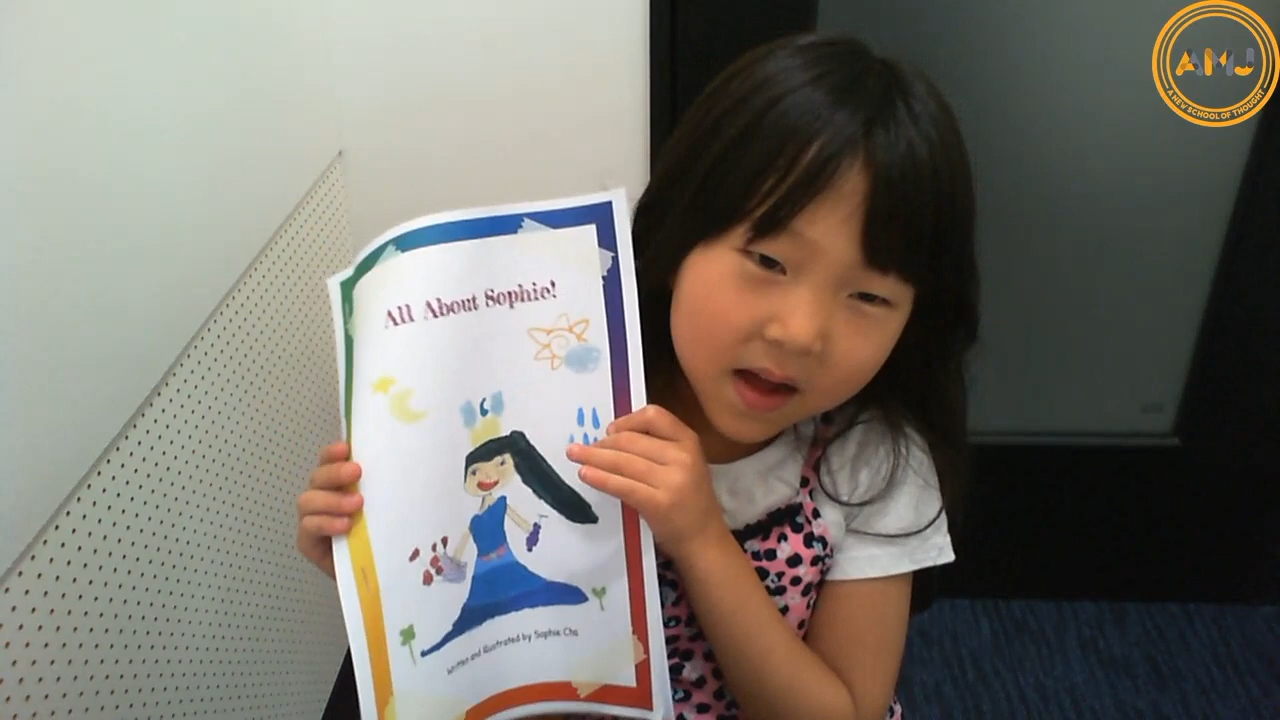 AMJ
A NEW SCHOOL OF THOUGHT
All About Sophie!
Written and illustrated by Sophie Cha